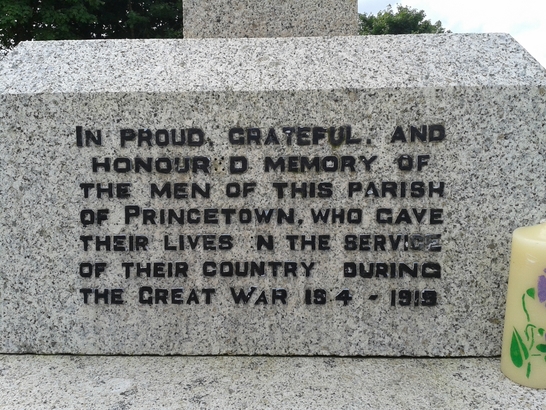 IN PROUD, GRATEFUL, AND
HONOUR D MEMORY OF
THE MEN OF THIS PARISH
OF PRINCETOWN, WHO GAVE
THEIR LIVES N THE SERVICE
OF THEIR COUNTRY DURING
THE GREAT WAR 19 4 - 1919